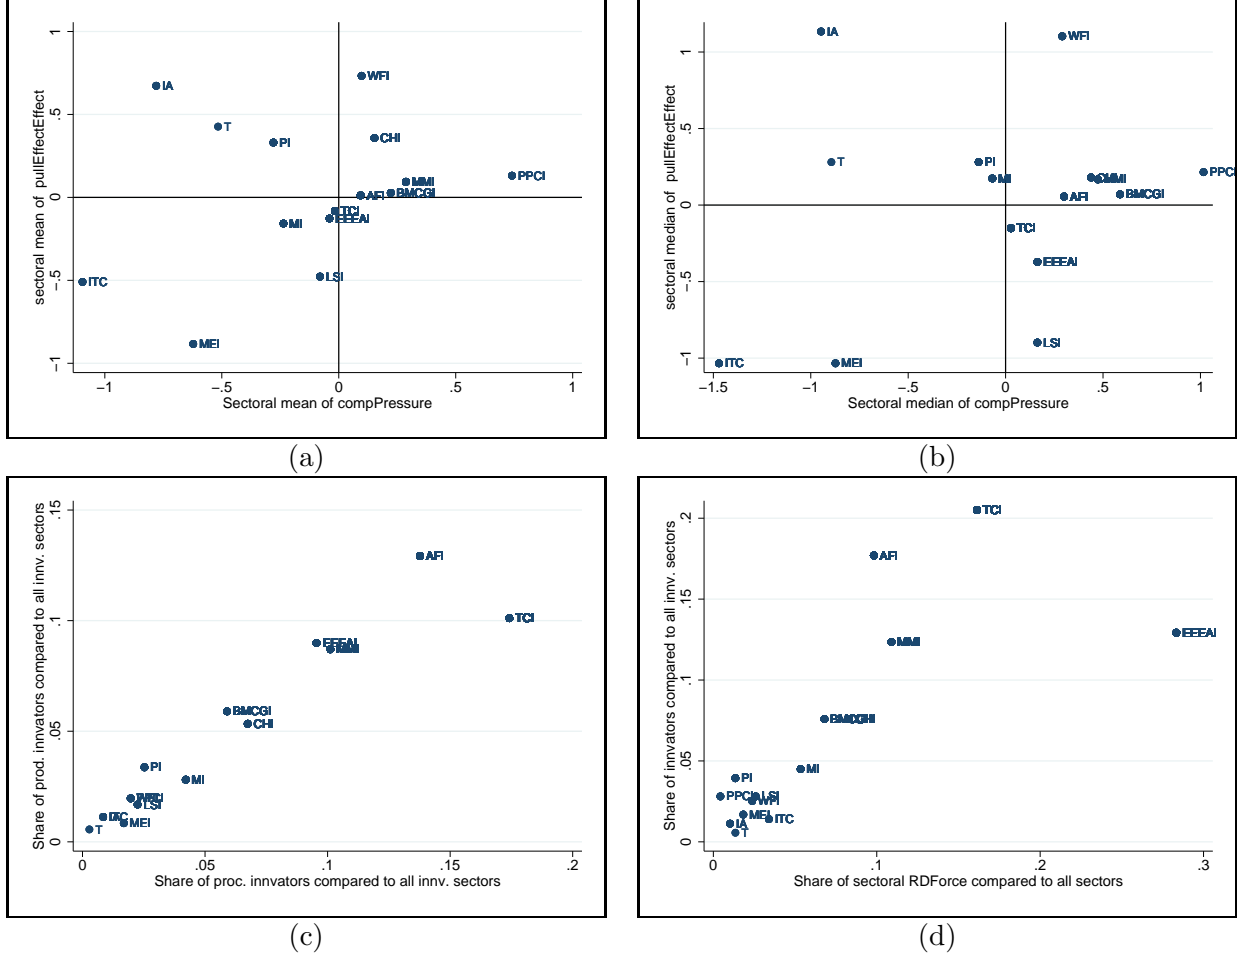 sectoral mean of pullEffectEffect
1
.5
0
−.5
−1
IA
WFI
T
PI
CHI
PPCI
MMI
BMCGI
AFI
TCI
EEEAI
MI
LSI
ITC
MEI
−1
−.5
0
.5
1
Sectoral mean of compPressure
(a)
sectoral median of pullEffectEffect
1
.5
0
−.5
−1
IA
WFI
T
PI
PPCI
MI
MMI
BMCGI
AFI
TCI
EEEAI
LSI
ITC
MEI
−1.5
−1
−.5
0
.5
1
Sectoral median of compPressure
(b)
Share of prod. innvators compared to all innv. sectors
.15
.1
.05
0
AFI
TCI
EEEAI
MMI
BMCGI
CHI
PI
MI
LSI
MEI
T
0
.05
.1
.15
.2
Share of proc. innvators compared to all innv. sectors
(c)
Share of innvators compared to all innv. sectors
.2
.15
.1
.05
0
TCI
AFI
EEEAI
MMI
MI
PI
PPCI
LSI
WFI
MEI
ITC
IA
T
0
.1
.2
.3
Share of sectoral RDForce compared to all sectors
(d)